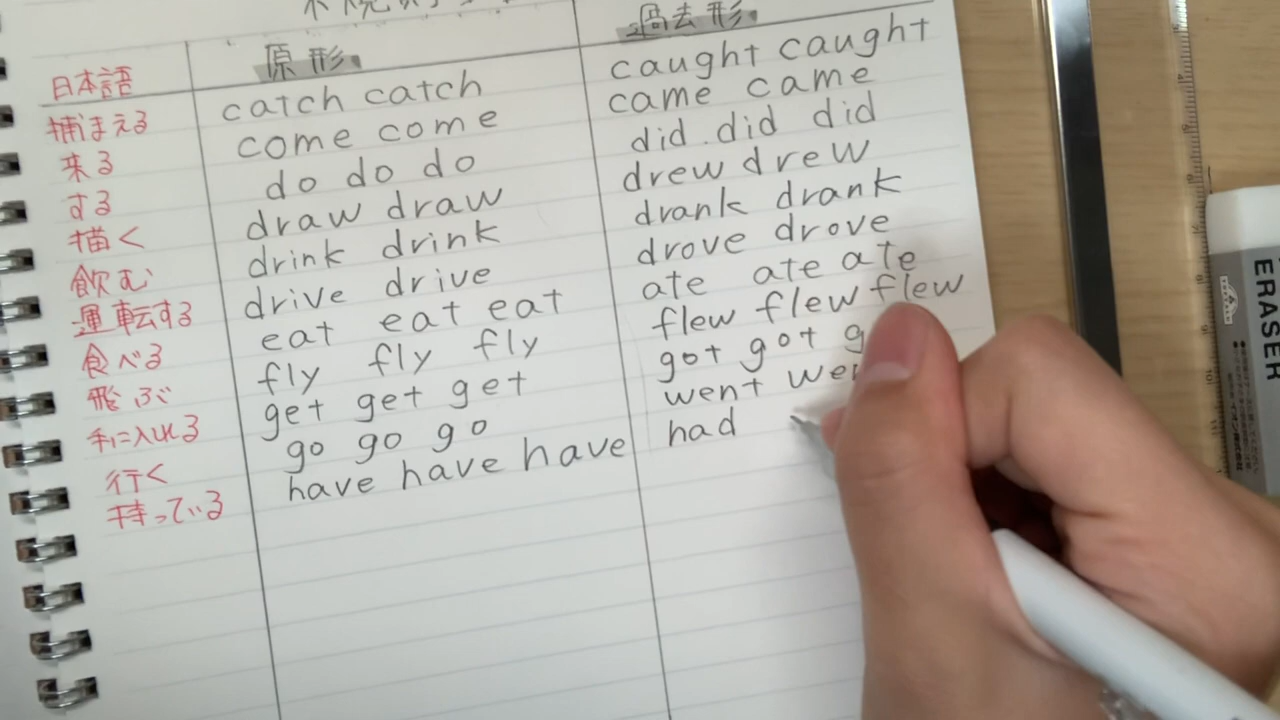 日本語 原形 過去形
捕まえる catch catch caught caught
来る come come came came
する do do do did did did
描く draw draw drew drew
飲む drink drink drank drank
運転する drive drive drove drove
食べる eat eat eat ate ate ate
飛ぶ fly fly fly flew flew flew
手に入れる get get get got got
行く go go go went
持っている have have have had
ERASER